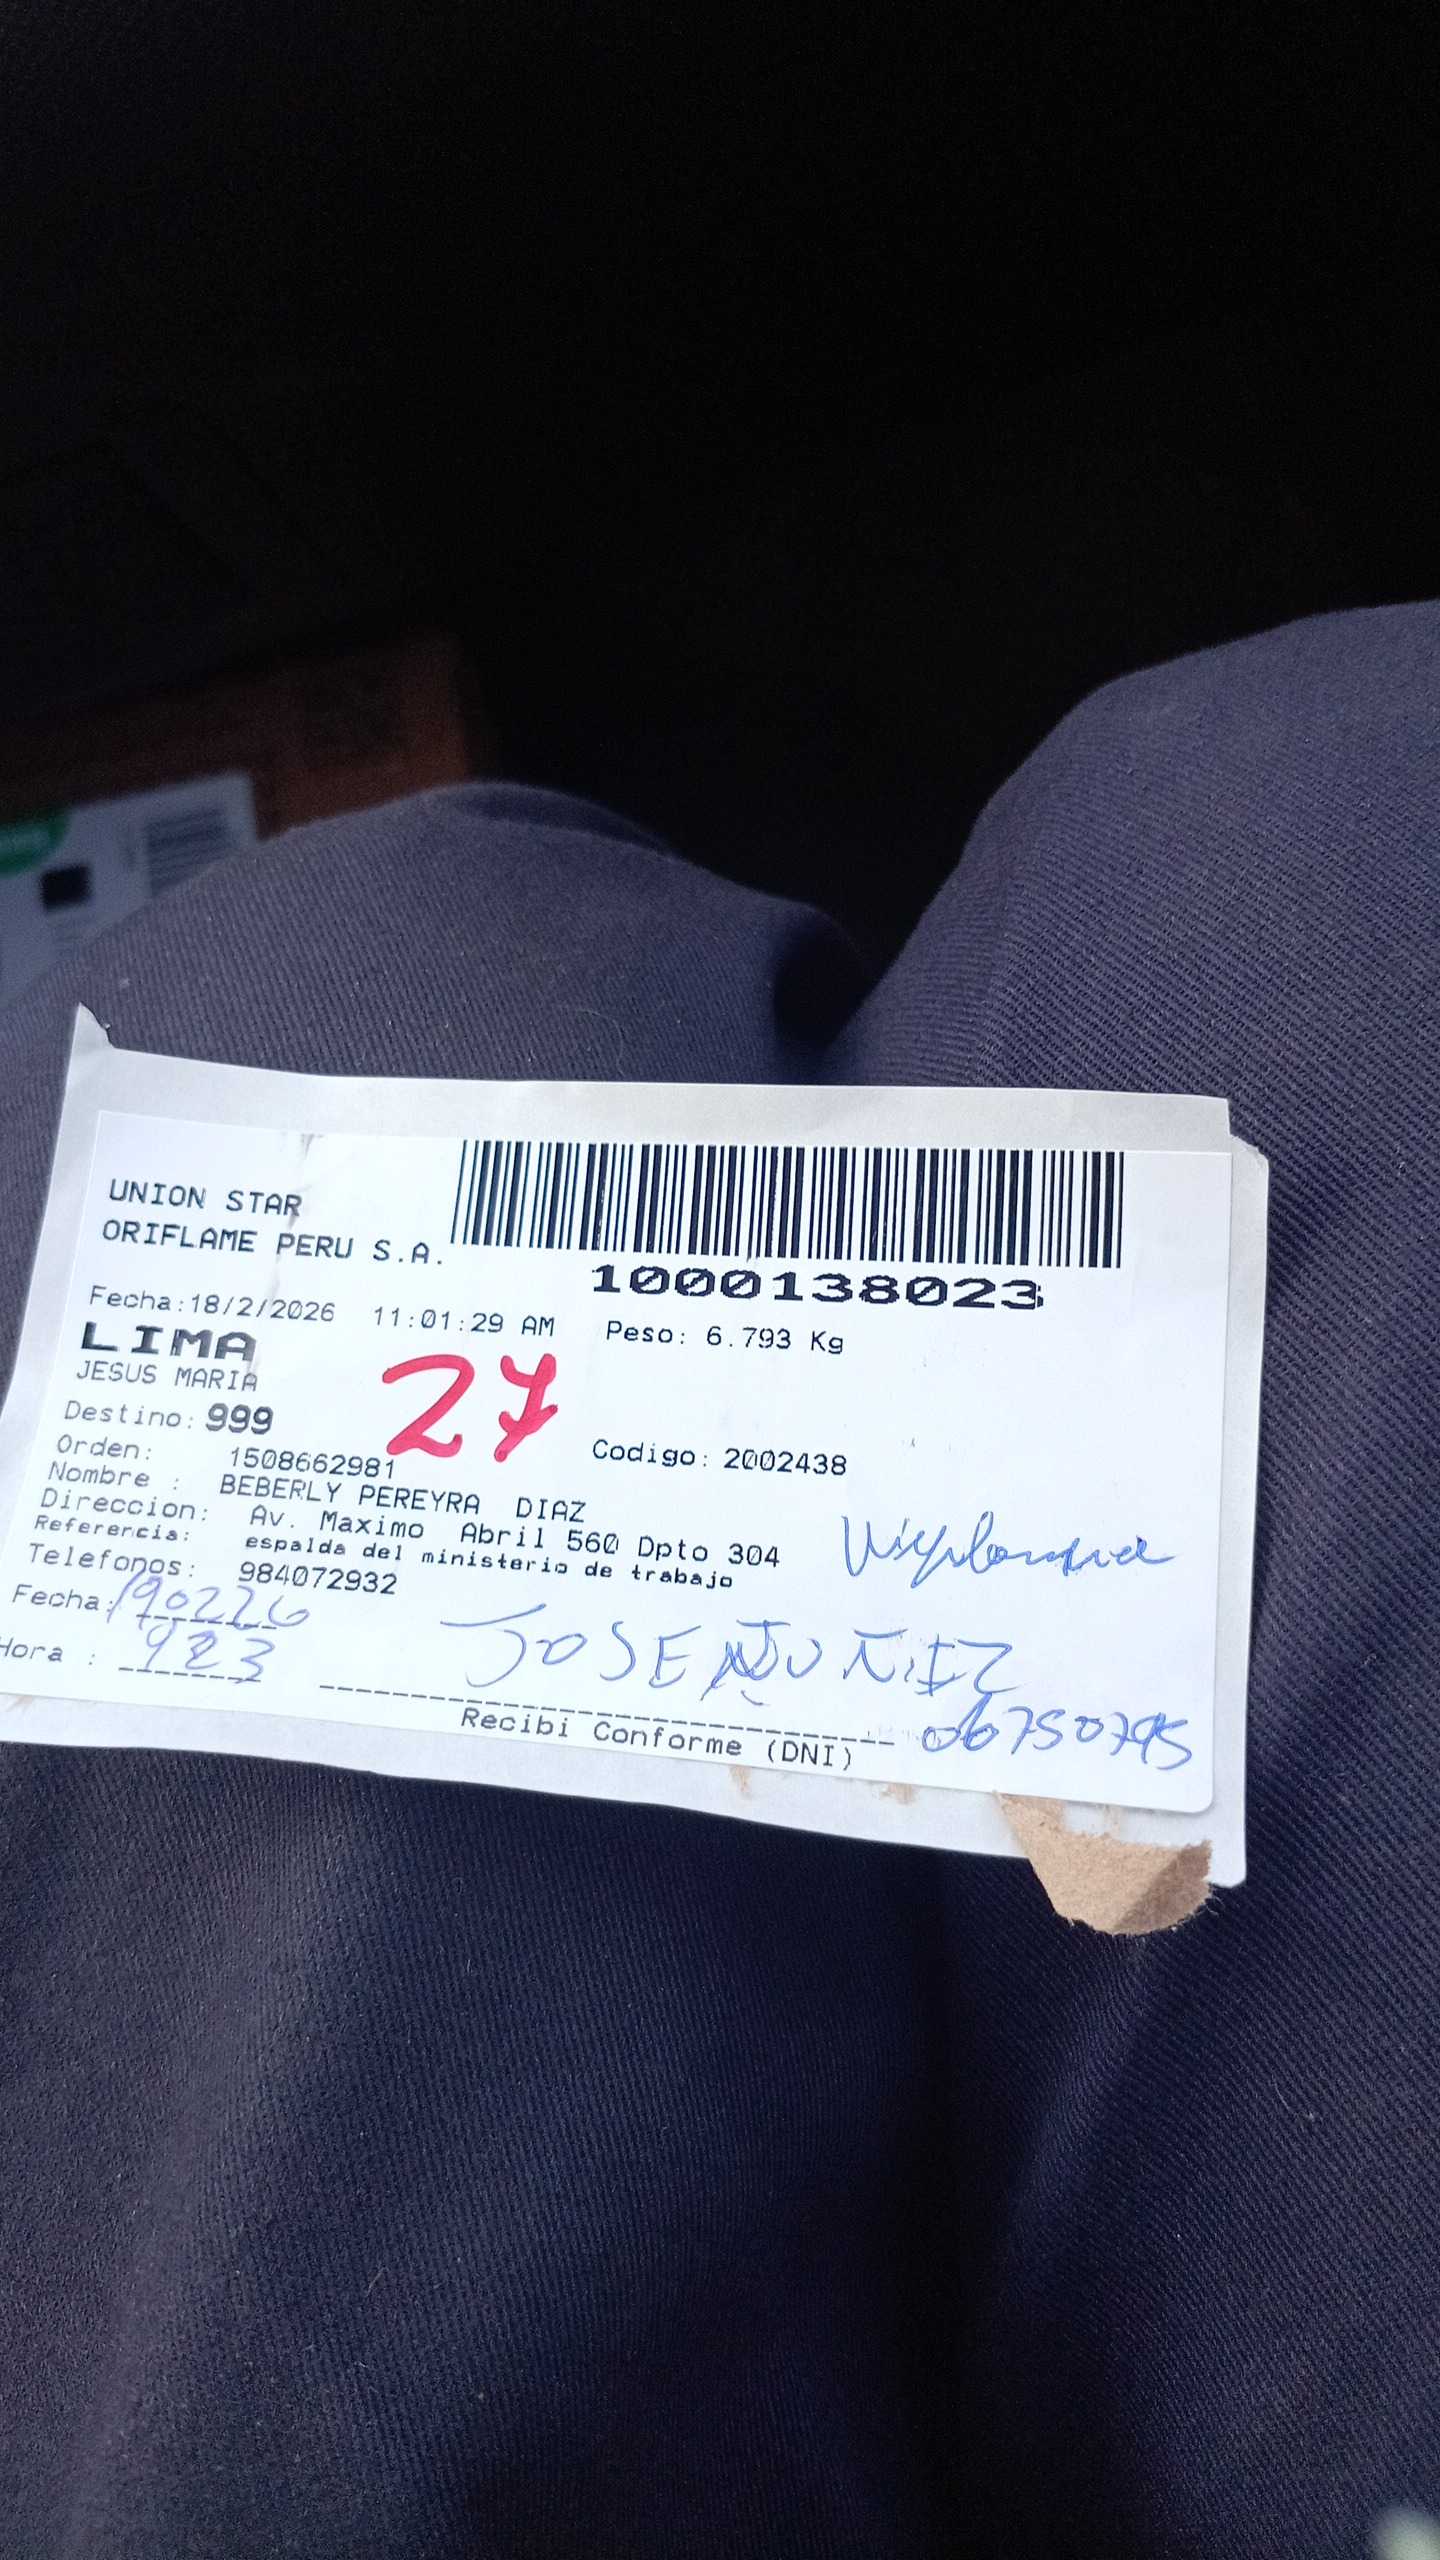 UNION STAR
ORIFLAME PERU S.A.
1000138023
Fecha:18/2/2026 11:01:29 AM Peso: 6.793 Kg
LIMA
JESUS MARIA
27
Destino: 999
Orden: 1508662981 Codigo: 2002438
Nombre : BEBERLY PEREYRA DIAZ
Direccion: Av. Maximo Abril 560 Dpto 304
Referencia: espalda del ministerio de trabajo
Telefonos: 984072932
Fecha: 190226
Hora : 923
JOSE NUÑEZ
Recibi Conforme (DNI) 06750795